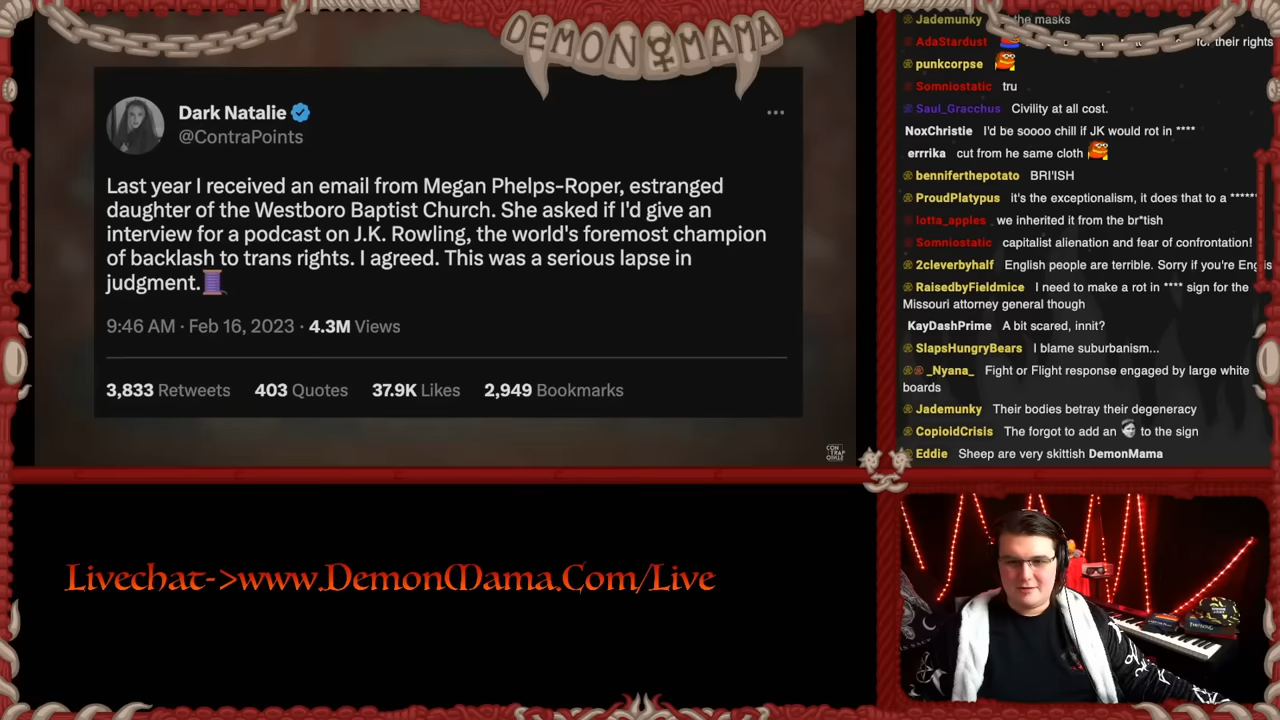 DEMON MAMA
Dark Natalie
@ContraPoints
Last year I received an email from Megan Phelps-Roper, estranged
daughter of the Westboro Baptist Church. She asked if I'd give an
interview for a podcast on J.K. Rowling, the world's foremost champion
of backlash to trans rights. I agreed. This was a serious lapse in
judgment.
9:46 AM · Feb 16, 2023 · 4.3M Views
3,833 Retweets 403 Quotes 37.9K Likes 2,949 Bookmarks
CON
TRAP
Livechat->www.DemonMama.Com/Live
Jademunky the masks
AdaStardust for their rights
punkcorpse
Somniostatic tru
Saul_Gracchus Civility at all cost.
NoxChristie I'd be soooo chill if JK would rot in ****
errrika cut from he same cloth
benniferthepotato BRI'ISH
ProudPlatypus it's the exceptionalism, it does that to a *****
lotta_apples we inherited it from the br*tish
Somniostatic capitalist alienation and fear of confrontation!
2cleverbyhalf English people are terrible. Sorry if you're Englis
RaisedbyFieldmice I need to make a rot in **** sign for the
Missouri attorney general though
KayDashPrime A bit scared, innit?
SlapsHungryBears I blame suburbanism...
_Nyana_ Fight or Flight response engaged by large white
boards
Jademunky Their bodies betray their degeneracy
CopioidCrisis The forgot to add an to the sign
Eddie Sheep are very skittish DemonMama